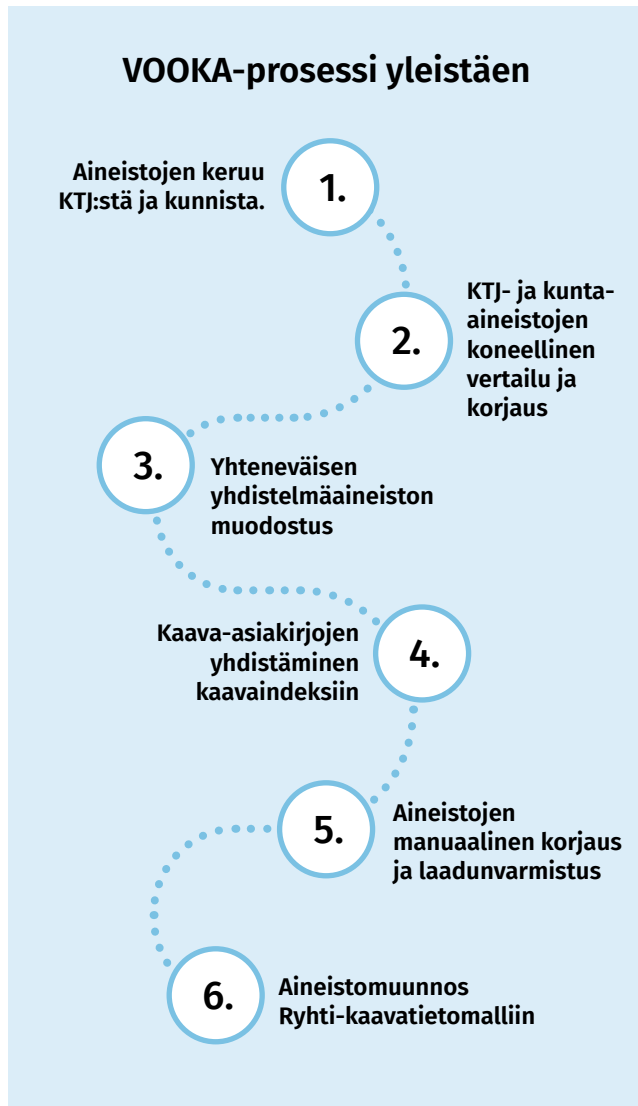 VOOKA-prosessi yleistäen
Aineistojen keruu
KTJ:stä ja kunnista.
1.
2.
KTJ- ja kunta-
aineistojen
koneellinen
vertailu ja
korjaus
3.
Yhteneväisen
yhdistelmäaineiston
muodostus
Kaava-asiakirjojen
yhdistäminen
kaavaindeksiin
4.
5.
Aineistojen
manuaalinen korjaus
ja laadunvarmistus
6.
Aineistomuunnos
Ryhti-kaavatietomalliin